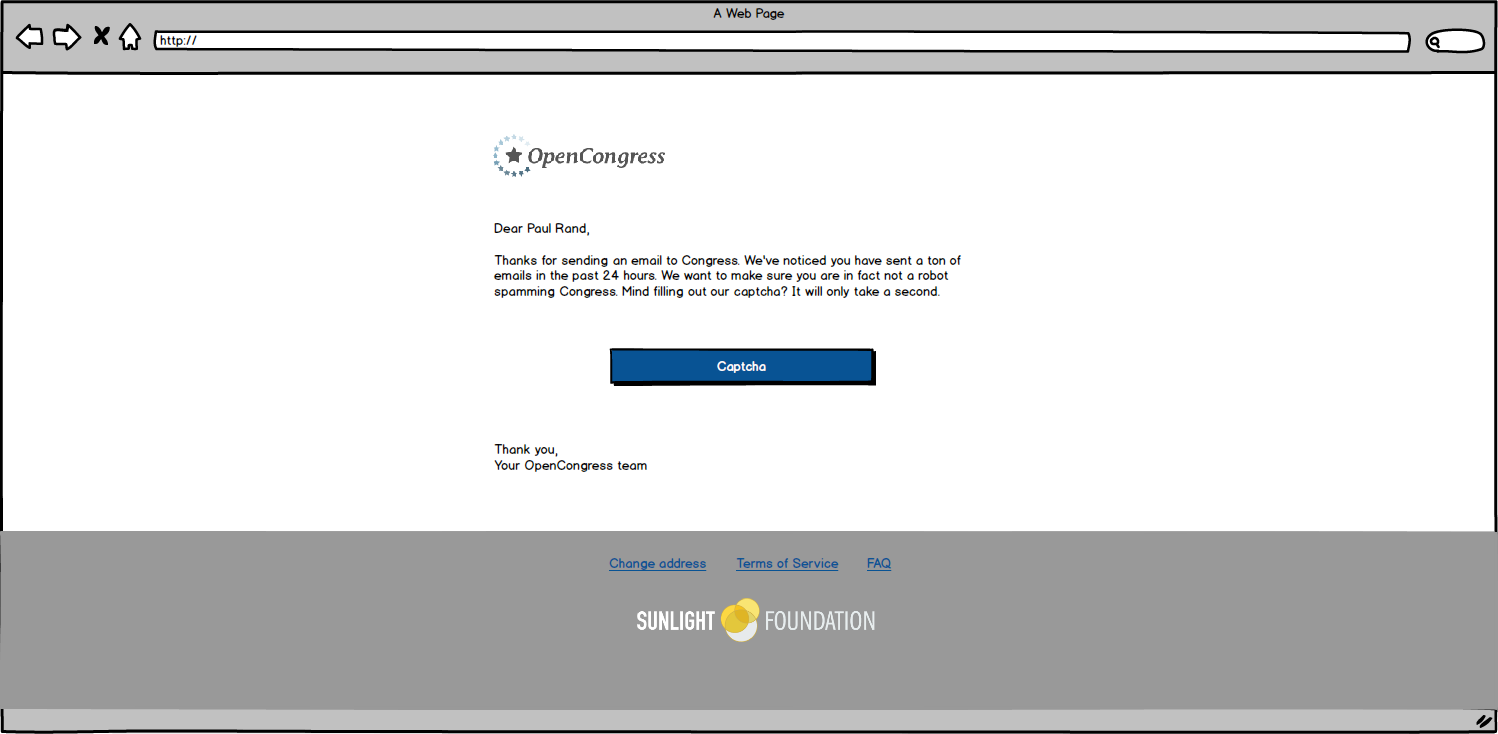 A Web Page
http://
OpenCongress
Dear Paul Rand,
Thanks for sending an email to Congress. We've noticed you have sent a ton of
emails in the past 24 hours. We want to make sure you are in fact not a robot
spamming Congress. Mind filling out our captcha? It will only take a second.
Captcha
Thank you,
Your OpenCongress team
Change address Terms of Service FAQ
SUNLIGHT FOUNDATION